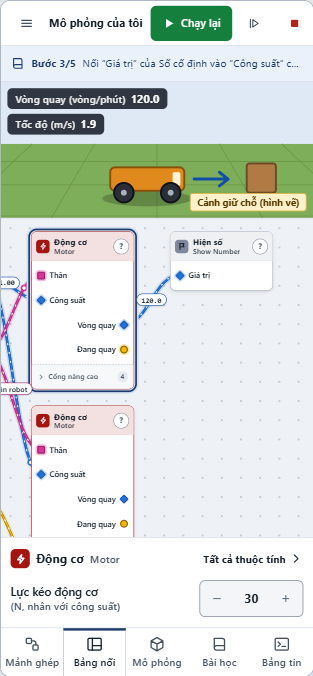 Mô phỏng của tôi
Chạy lại
Bước 3/5 Nối “Giá trị” của Số cố định vào “Công suất” c...
Vòng quay (vòng/phút) 120.0
Tốc độ (m/s) 1.9
Cảnh giữ chỗ (hình vẽ)
Động cơ
Motor
?
Hiện số
Show Number
?
Thân
Giá trị
1.00
Công suất
120.0
Vòng quay
Đang quay
Cổng nâng cao 4
in robot
Động cơ
Motor
?
Thân
Công suất
Vòng quay
Đang quay
Động cơ Motor
Tất cả thuộc tính
Lực kéo động cơ
(N, nhân với công suất)
− 30 +
Mảnh ghép
Bảng nối
Mô phỏng
Bài học
Bảng tin